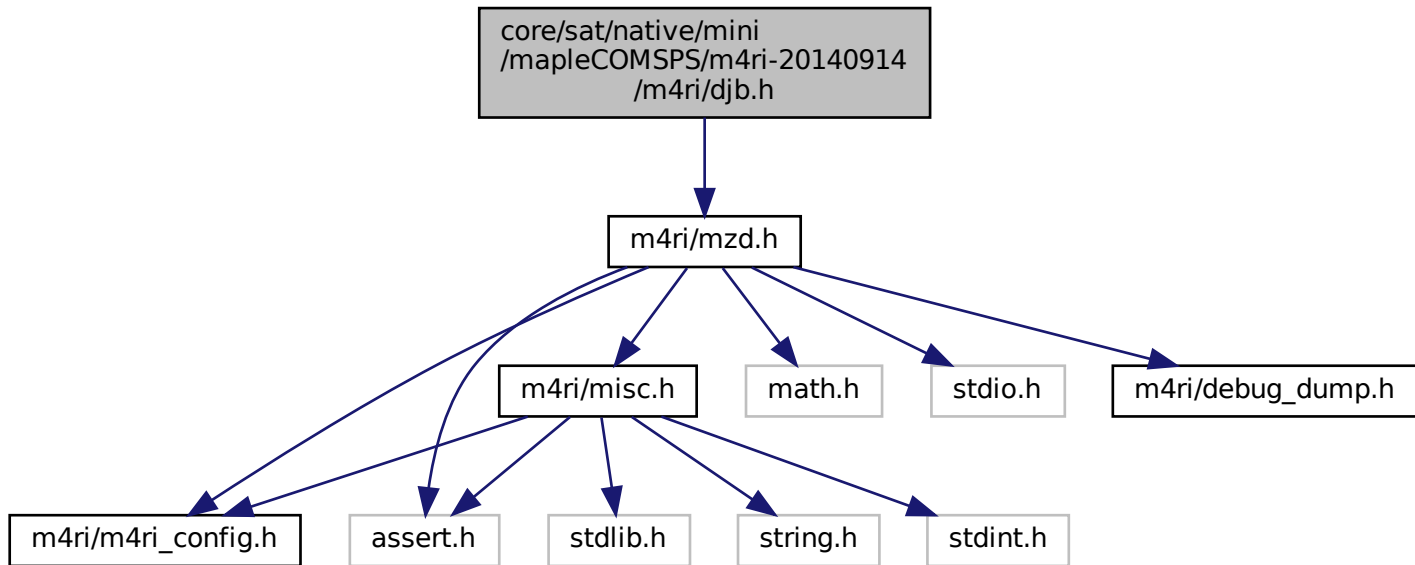 core/sat/native/mini
/mapleCOMSPS/m4ri-20140914
/m4ri/djb.h
m4ri/mzd.h
m4ri/misc.h
math.h
stdio.h
m4ri/debug_dump.h
m4ri/m4ri_config.h
assert.h
stdlib.h
string.h
stdint.h